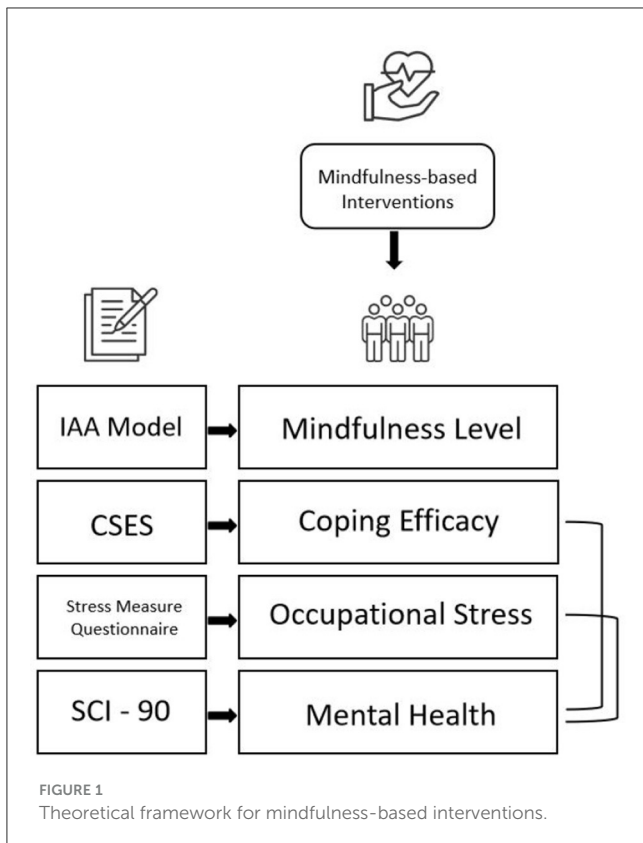 Mindfulness-based
Interventions
IAA Model
Mindfulness Level
CSES
Coping Efficacy
Stress Measure
Questionnaire
Occupational Stress
SCI - 90
Mental Health
FIGURE 1
Theoretical framework for mindfulness-based interventions.